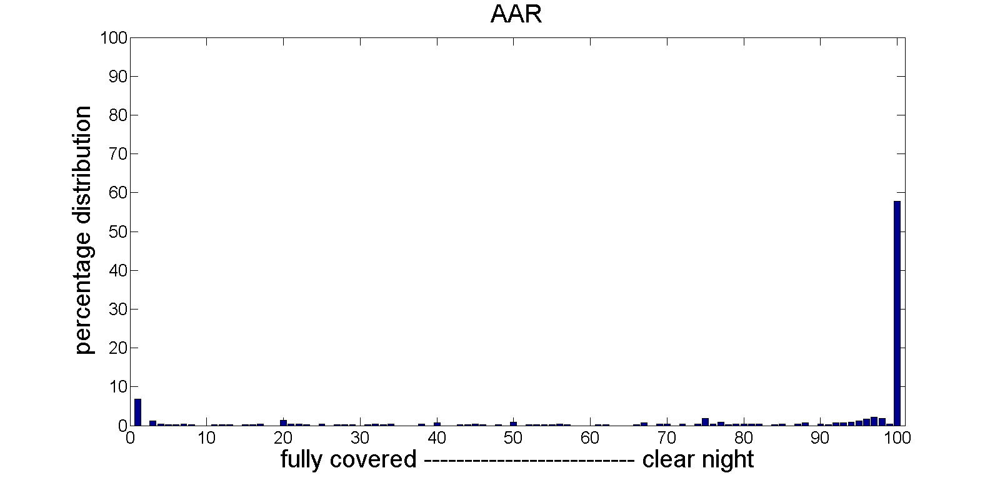 AAR
100
90
80
70
60
50
40
30
20
10
0
percentage distribution
0 10 20 30 40 50 60 70 80 90 100
fully covered ------------------------ clear night